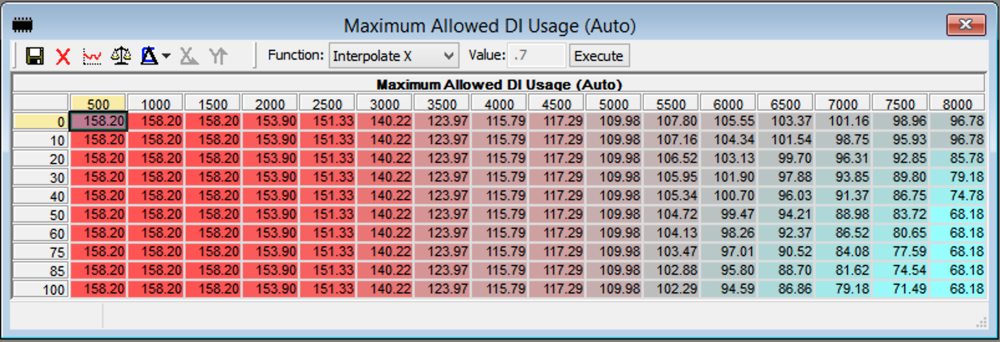 Maximum Allowed DI Usage (Auto)
Function: Interpolate X Value: .7 Execute
Maximum Allowed DI Usage (Auto)
500 1000 1500 2000 2500 3000 3500 4000 4500 5000 5500 6000 6500 7000 7500 8000
0 158.20 158.20 158.20 153.90 151.33 140.22 123.97 115.79 117.29 109.98 107.80 105.55 103.37 101.16 98.96 96.78
10 158.20 158.20 158.20 153.90 151.33 140.22 123.97 115.79 117.29 109.98 107.16 104.34 101.54 98.75 95.93 96.78
20 158.20 158.20 158.20 153.90 151.33 140.22 123.97 115.79 117.29 109.98 106.52 103.13 99.70 96.31 92.85 85.78
30 158.20 158.20 158.20 153.90 151.33 140.22 123.97 115.79 117.29 109.98 105.95 101.90 97.88 93.85 89.80 79.18
40 158.20 158.20 158.20 153.90 151.33 140.22 123.97 115.79 117.29 109.98 105.34 100.70 96.03 91.37 86.75 74.78
50 158.20 158.20 158.20 153.90 151.33 140.22 123.97 115.79 117.29 109.98 104.72 99.47 94.21 88.98 83.72 68.18
60 158.20 158.20 158.20 153.90 151.33 140.22 123.97 115.79 117.29 109.98 104.13 98.26 92.37 86.52 80.65 68.18
75 158.20 158.20 158.20 153.90 151.33 140.22 123.97 115.79 117.29 109.98 103.47 97.01 90.52 84.08 77.59 68.18
85 158.20 158.20 158.20 153.90 151.33 140.22 123.97 115.79 117.29 109.98 102.88 95.80 88.70 81.62 74.54 68.18
100 158.20 158.20 158.20 153.90 151.33 140.22 123.97 115.79 117.29 109.98 102.29 94.59 86.86 79.18 71.49 68.18